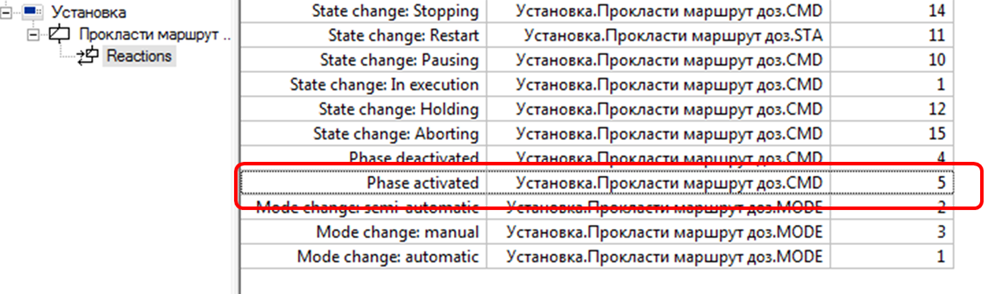 Установка
Прокласти маршрут ..
Reactions
State change: Stopping Установка.Прокласти маршрут доз.CMD 14
State change: Restart Установка.Прокласти маршрут доз.STA 11
State change: Pausing Установка.Прокласти маршрут доз.CMD 10
State change: In execution Установка.Прокласти маршрут доз.CMD 1
State change: Holding Установка.Прокласти маршрут доз.CMD 12
State change: Aborting Установка.Прокласти маршрут доз.CMD 15
Phase deactivated Установка.Прокласти маршрут доз.CMD 4
Phase activated Установка.Прокласти маршрут доз.CMD 5
Mode change: semi-automatic Установка.Прокласти маршрут доз.MODE 2
Mode change: manual Установка.Прокласти маршрут доз.MODE 3
Mode change: automatic Установка.Прокласти маршрут доз.MODE 1